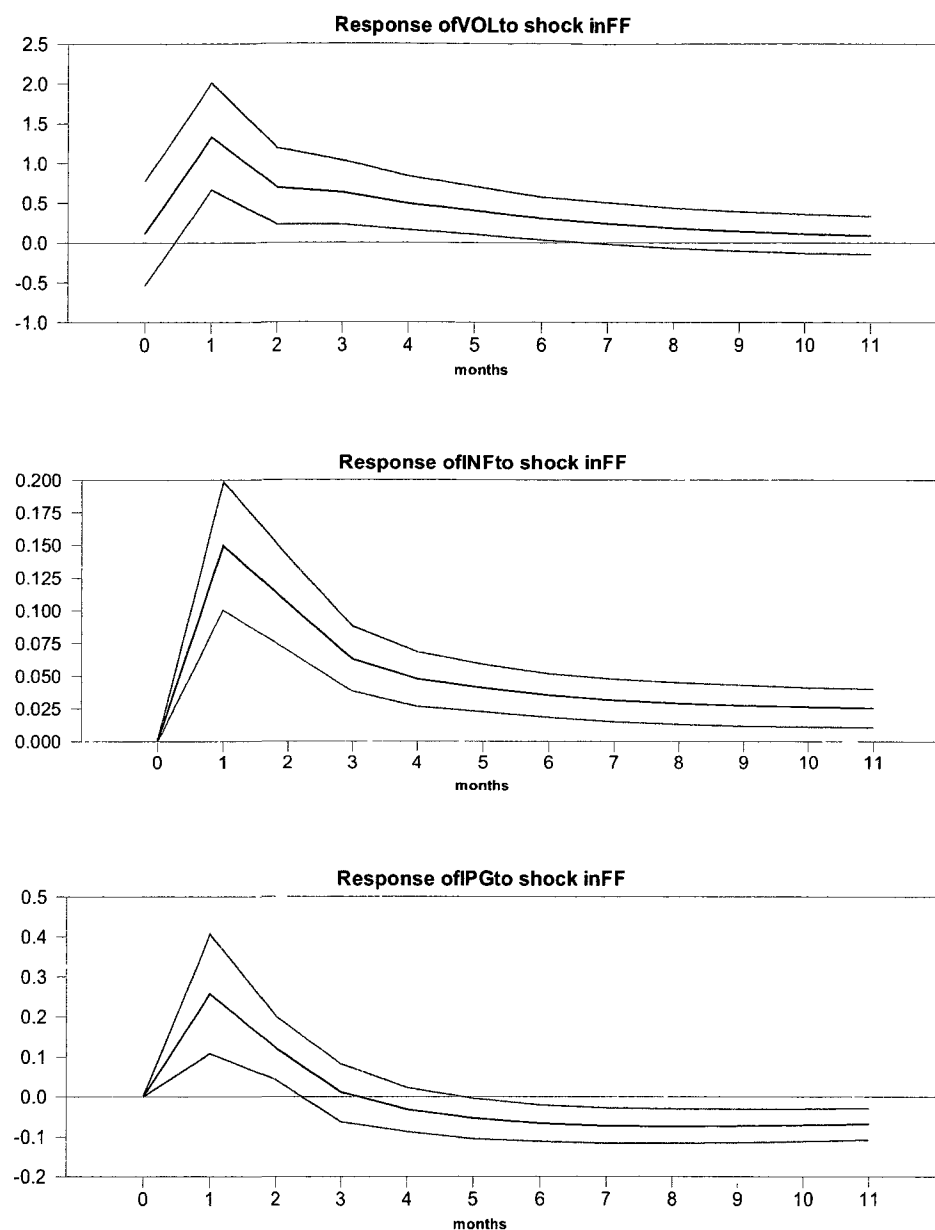 Response ofVOLto shock inFF
2.5
2.0
1.5
1.0
0.5
0.0
-0.5
-1.0
0 1 2 3 4 5 6 7 8 9 10 11
months
Response ofINFto shock inFF
0.200
0.175
0.150
0.125
0.100
0.075
0.050
0.025
0.000
0 1 2 3 4 5 6 7 8 9 10 11
months
Response ofIPGto shock inFF
0.5
0.4
0.3
0.2
0.1
0.0
-0.1
-0.2
0 1 2 3 4 5 6 7 8 9 10 11
months